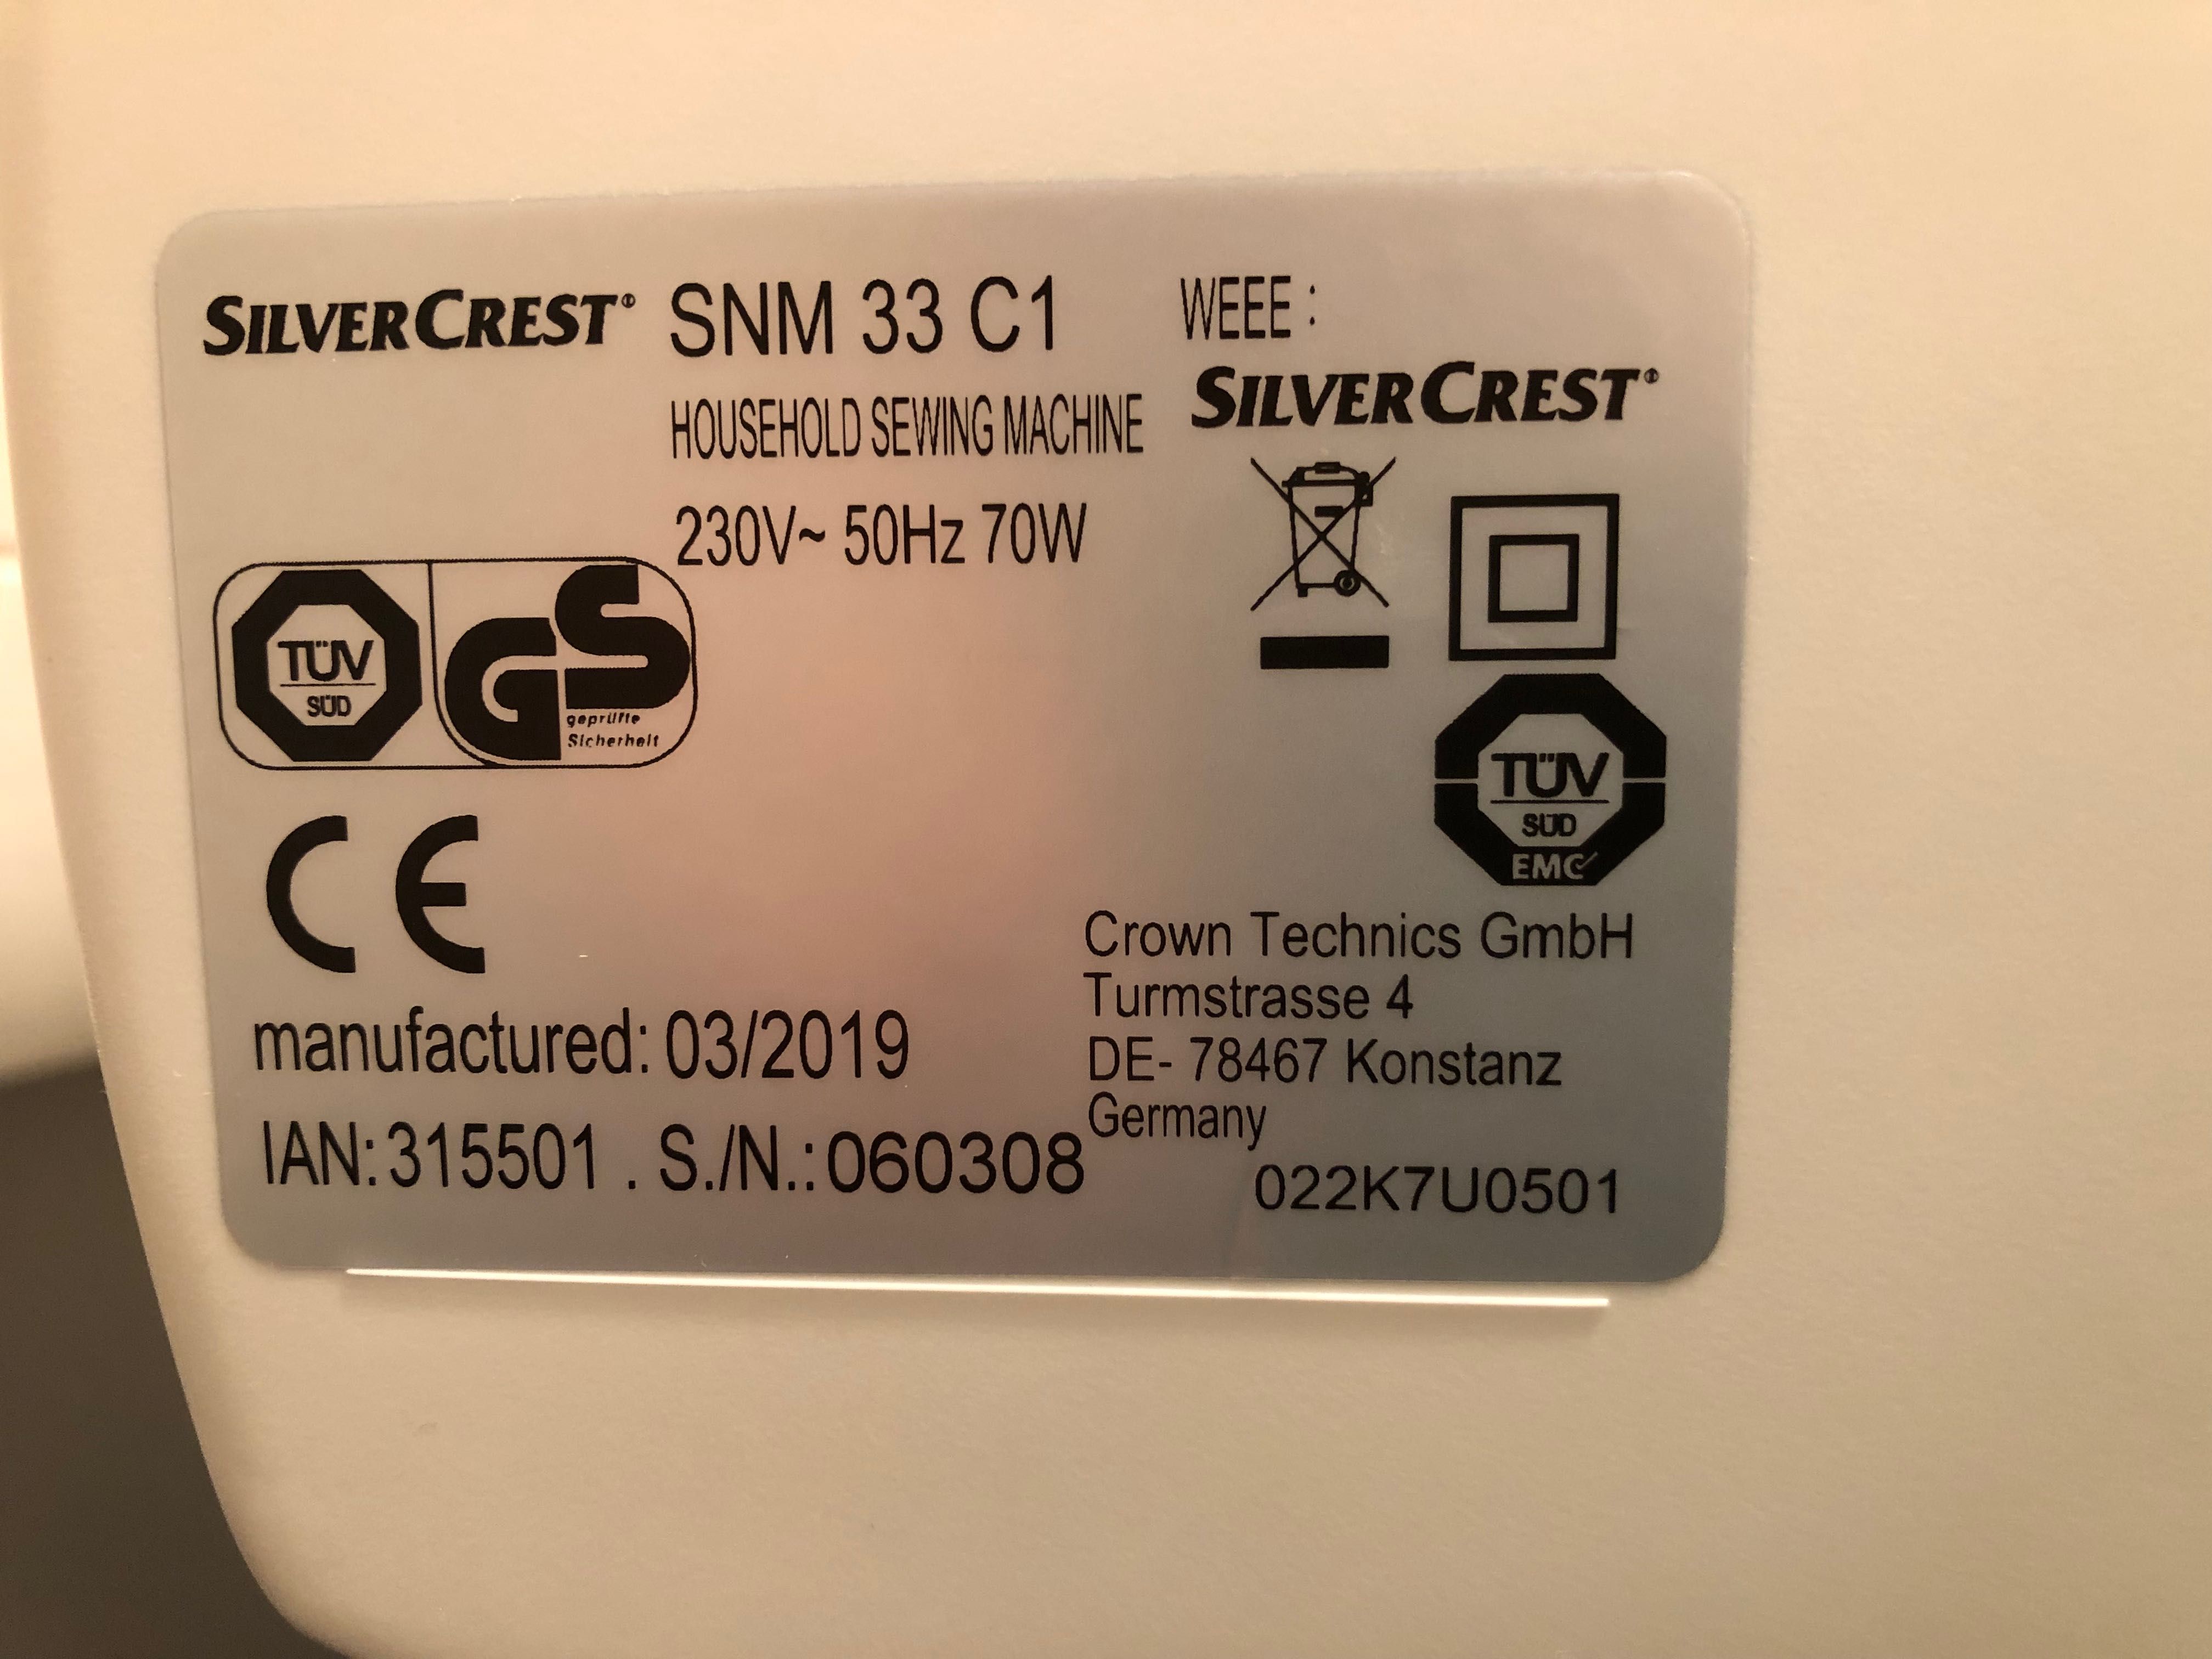 SILVERCREST® SNM 33 C1
HOUSEHOLD SEWING MACHINE
230V~ 50Hz 70W
TÜV
SÜD
GS
geprüfte
Sicherheit
CE
manufactured: 03/2019
IAN: 315501 . S./N.: 060308
WEEE :
SILVERCREST®
TÜV
SÜD
EMC
Crown Technics GmbH
Turmstrasse 4
DE- 78467 Konstanz
Germany
022K7U0501